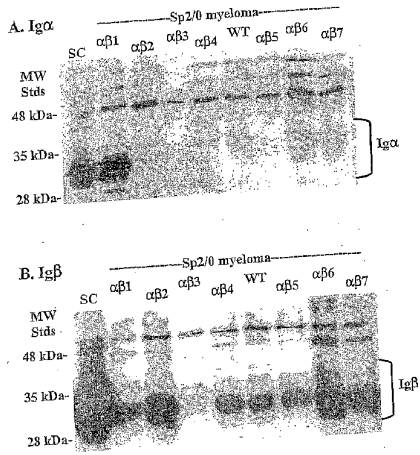 A. Igα
Sp2/0 myeloma
SC αβ1 αβ2 αβ3 αβ4 WT αβ5 αβ6 αβ7
MW
Stds
48 kDa-
35 kDa-
28 kDa-
Igα
B. Igβ
Sp2/0 myeloma
SC αβ1 αβ2 αβ3 αβ4 WT αβ5 αβ6 αβ7
MW
Stds
48 kDa-
35 kDa-
28 kDa-
Igβ